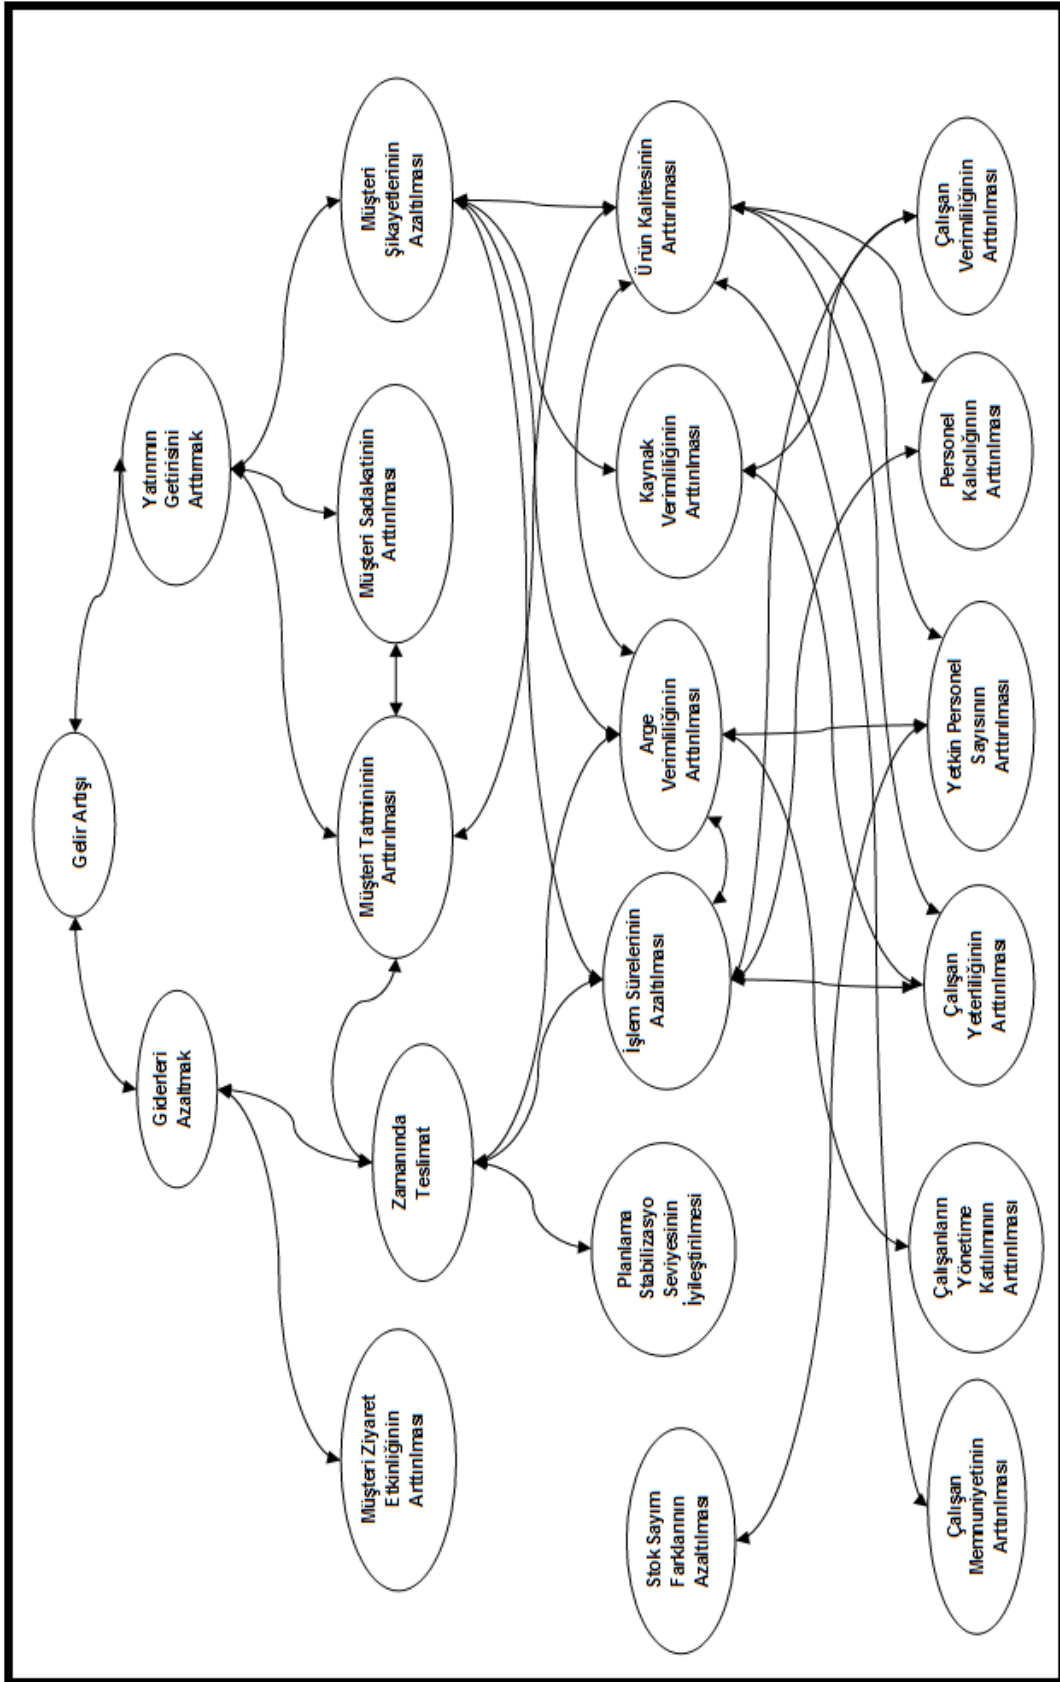 Gelir Artışı
Giderleri
Azaltmak
Yatırımın
Getirisini
Arttırmak
Müşteri Ziyaret
Etkinliğinin
Arttırılması
Zamanında
Teslimat
Müşteri Tatmininin
Arttırılması
Müşteri Sadakatinin
Arttırılması
Müşteri
Şikayetlerinin
Azaltılması
Stok Sayım
Farklarının
Azaltılması
Planlama
Stabilizasyo
Seviyesinin
İyileştirilmesi
İşlem Sürelerinin
Azaltılması
Arge
Verimliliğinin
Arttırılması
Kaynak
Verimliliğinin
Arttırılması
Ürün Kalitesinin
Arttırılması
Çalışan
Memnuniyetinin
Arttırılması
Çalışanların
Yönetime
Katılımının
Arttırılması
Çalışan
Yeterliliğinin
Arttırılması
Yetkin Personel
Sayısının
Arttırılması
Personel
Kalıcılığının
Arttırılması
Çalışan
Verimliliğinin
Arttırılması